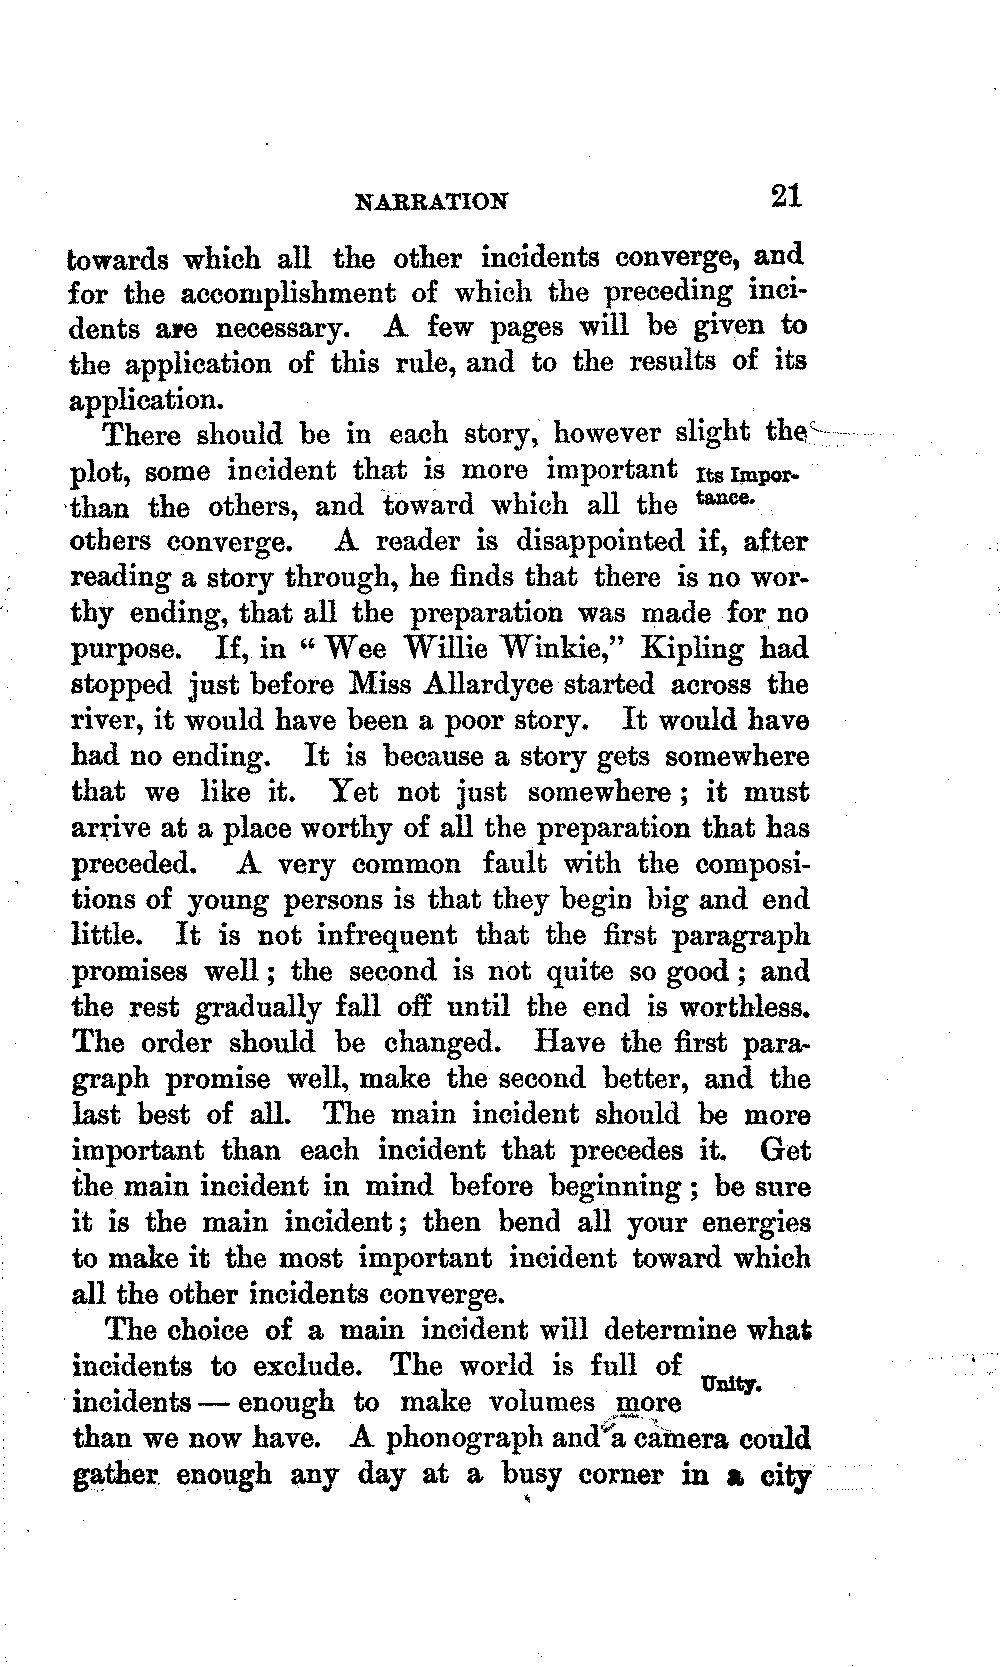 NARRATION 21
towards which all the other incidents converge, and
for the accomplishment of which the preceding inci-
dents are necessary. A few pages will be given to
the application of this rule, and to the results of its
application.
There should be in each story, however slight the
plot, some incident that is more important
Its Impor-
than the others, and toward which all the
tance.
others converge. A reader is disappointed if, after
reading a story through, he finds that there is no wor-
thy ending, that all the preparation was made for no
purpose. If, in “ Wee Willie Winkie,” Kipling had
stopped just before Miss Allardyce started across the
river, it would have been a poor story. It would have
had no ending. It is because a story gets somewhere
that we like it. Yet not just somewhere ; it must
arrive at a place worthy of all the preparation that has
preceded. A very common fault with the composi-
tions of young persons is that they begin big and end
little. It is not infrequent that the first paragraph
promises well ; the second is not quite so good ; and
the rest gradually fall off until the end is worthless.
The order should be changed. Have the first para-
graph promise well, make the second better, and the
last best of all. The main incident should be more
important than each incident that precedes it. Get
the main incident in mind before beginning ; be sure
it is the main incident ; then bend all your energies
to make it the most important incident toward which
all the other incidents converge.
The choice of a main incident will determine what
incidents to exclude. The world is full of
Unity.
incidents — enough to make volumes more
than we now have. A phonograph and a camera could
gather enough any day at a busy corner in a city